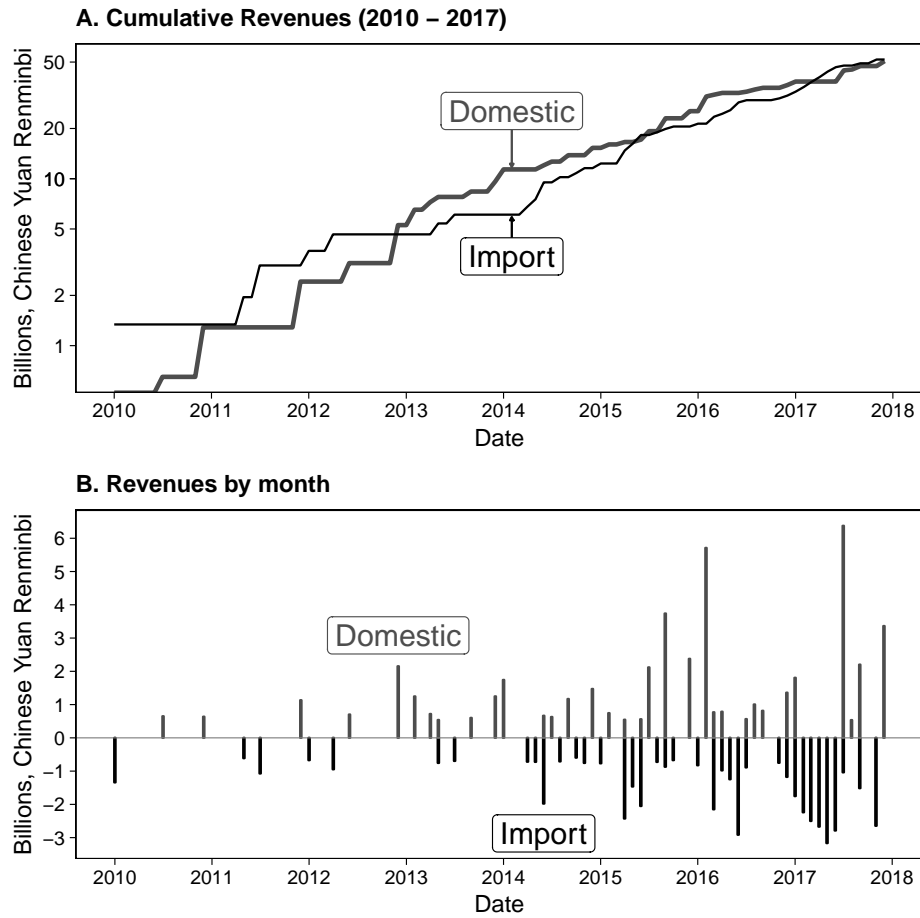 A. Cumulative Revenues (2010 − 2017)
Billions, Chinese Yuan Renminbi
50
20
10
5
2
1
Domestic
Import
2010 2011 2012 2013 2014 2015 2016 2017 2018
Date
B. Revenues by month
Billions, Chinese Yuan Renminbi
6
5
4
3
2
1
0
−1
−2
−3
Domestic
Import
2010 2011 2012 2013 2014 2015 2016 2017 2018
Date